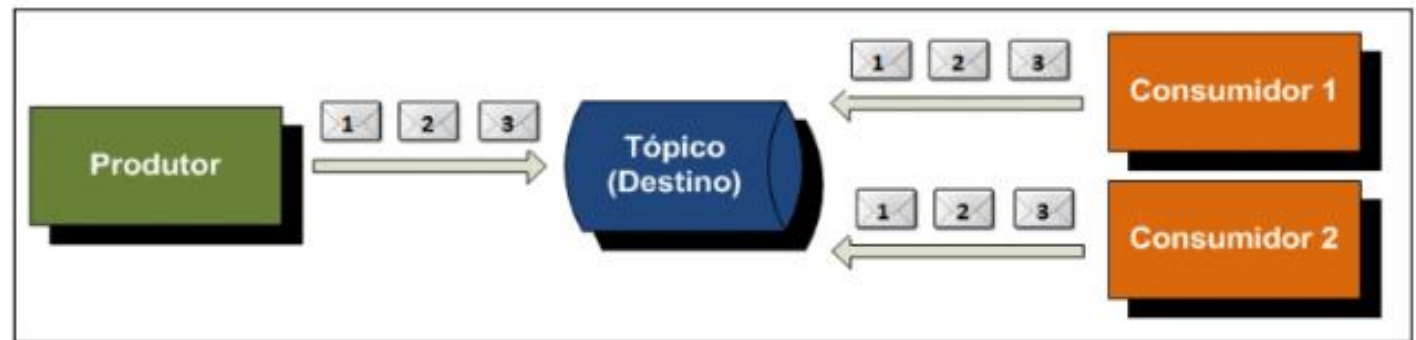 Produtor
1 2 3
Tópico
(Destino)
1 2 3
Consumidor 1
1 2 3
Consumidor 2